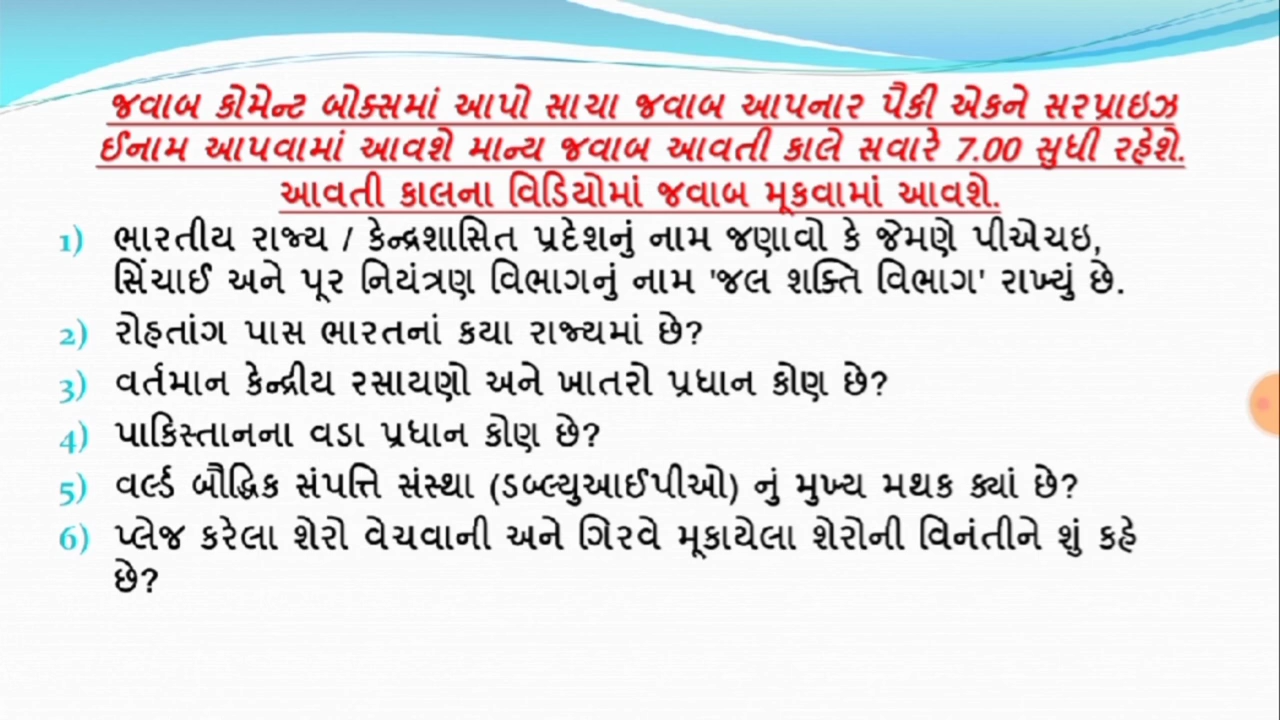 જવાબ કોમેન્ટ બોક્સમાં આપો સાચા જવાબ આપનાર પૈકી એકને સરપ્રાઇઝ
ઈનામ આપવામાં આવશે માન્ય જવાબ આવતી કાલે સવારે 7.00 સુધી રહેશે.
આવતી કાલના વિડિયોમાં જવાબ મૂકવામાં આવશે.
1) ભારતીય રાજ્ય / કેન્દ્રશાસિત પ્રદેશનું નામ જણાવો કે જેમણે પીએચઇ,
સિંચાઈ અને પૂર નિયંત્રણ વિભાગનું નામ 'જલ શક્તિ વિભાગ' રાખ્યું છે.
2) રોહતાંગ પાસ ભારતનાં કયા રાજ્યમાં છે?
3) વર્તમાન કેન્દ્રીય રસાયણો અને ખાતરો પ્રધાન કોણ છે?
4) પાકિસ્તાનના વડા પ્રધાન કોણ છે?
5) વર્લ્ડ બૌદ્ધિક સંપત્તિ સંસ્થા (ડબ્લ્યુઆઈપીઓ) નું મુખ્ય મથક ક્યાં છે?
6) પ્લેજ કરેલા શેરો વેચવાની અને ગિરવે મૂકાયેલા શેરોની વિનંતીને શું કહે
છે?